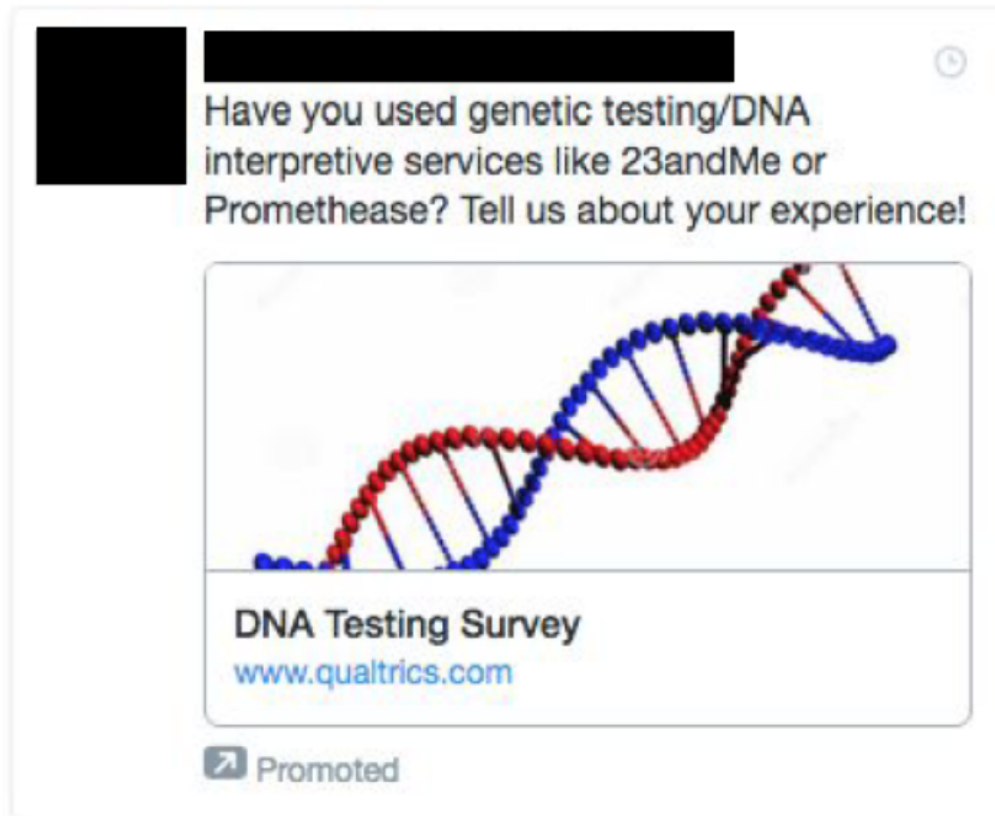 Have you used genetic testing/DNA
interpretive services like 23andMe or
Promethease? Tell us about your experience!
DNA Testing Survey
www.qualtrics.com
Promoted